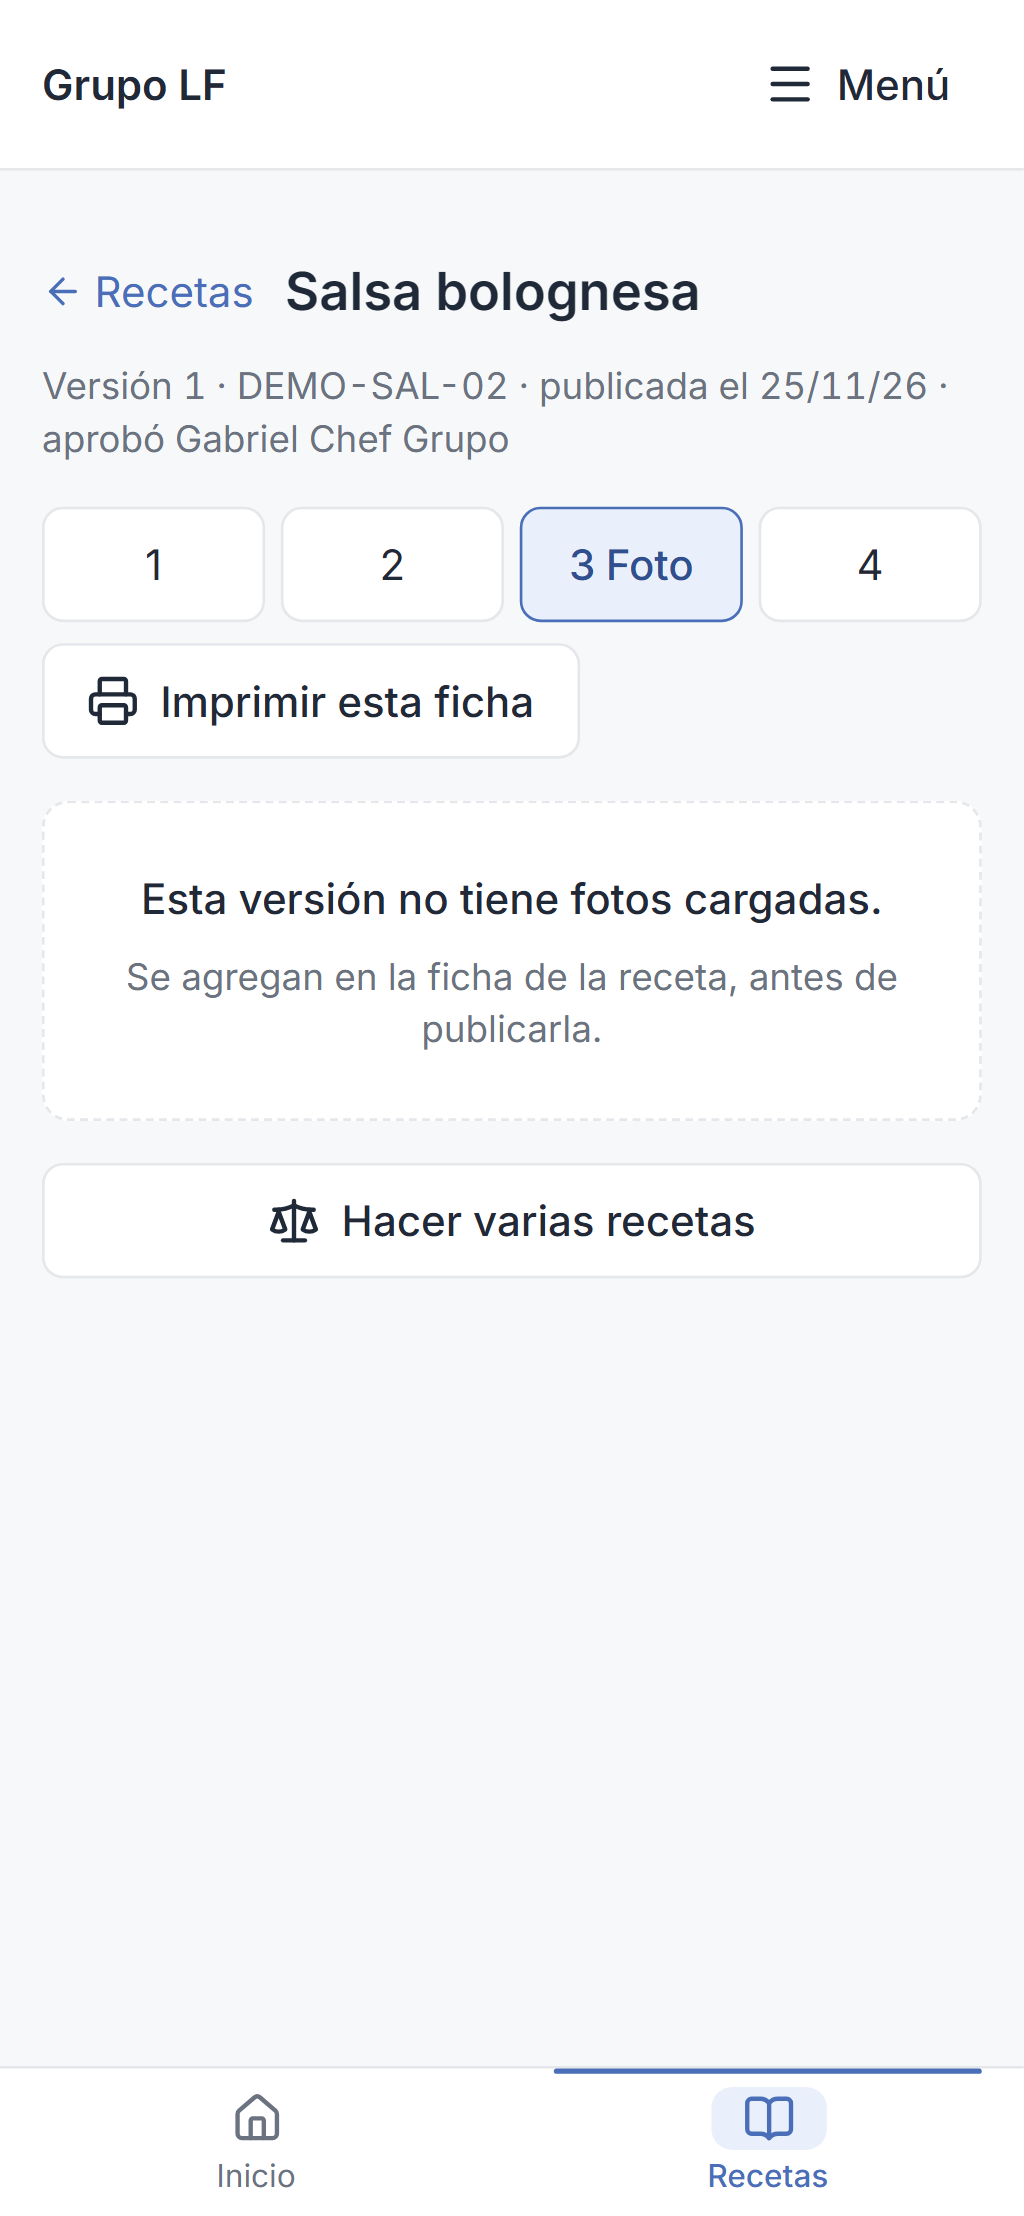 Grupo LF
Menú
Recetas
Salsa bolognesa
Versión 1 · DEMO-SAL-02 · publicada el 25/11/26 ·
aprobó Gabriel Chef Grupo
1
2
3 Foto
4
Imprimir esta ficha
Esta versión no tiene fotos cargadas.
Se agregan en la ficha de la receta, antes de
publicarla.
Hacer varias recetas
Inicio
Recetas